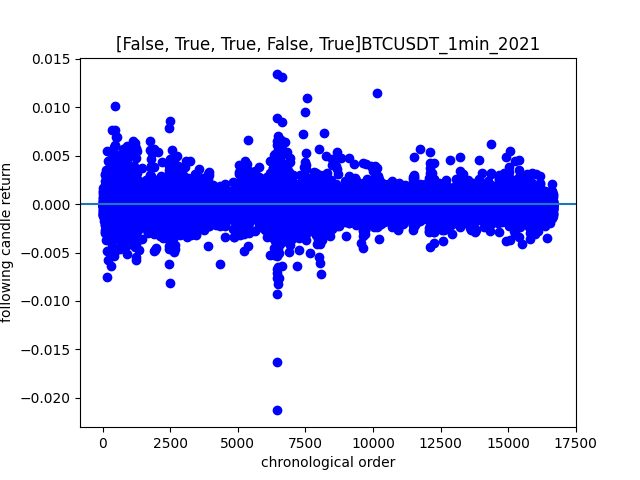 [False, True, True, False, True]BTCUSDT_1min_2021
0.015
0.010
0.005
0.000
−0.005
−0.010
−0.015
−0.020
following candle return
0 2500 5000 7500 10000 12500 15000 17500
chronological order